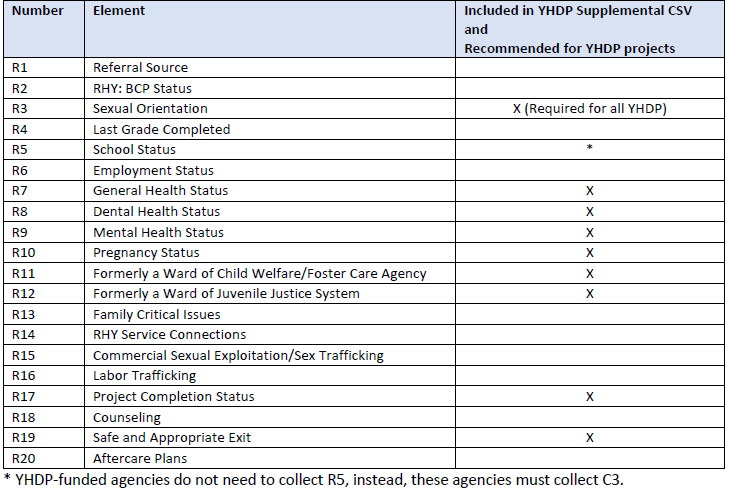 Number Element Included in YHDP Supplemental CSV
and
Recommended for YHDP projects
R1 Referral Source
R2 RHY: BCP Status
R3 Sexual Orientation X (Required for all YHDP)
R4 Last Grade Completed
R5 School Status *
R6 Employment Status
R7 General Health Status X
R8 Dental Health Status X
R9 Mental Health Status X
R10 Pregnancy Status X
R11 Formerly a Ward of Child Welfare/Foster Care Agency X
R12 Formerly a Ward of Juvenile Justice System X
R13 Family Critical Issues
R14 RHY Service Connections
R15 Commercial Sexual Exploitation/Sex Trafficking
R16 Labor Trafficking
R17 Project Completion Status X
R18 Counseling
R19 Safe and Appropriate Exit X
R20 Aftercare Plans
* YHDP-funded agencies do not need to collect R5, instead, these agencies must collect C3.